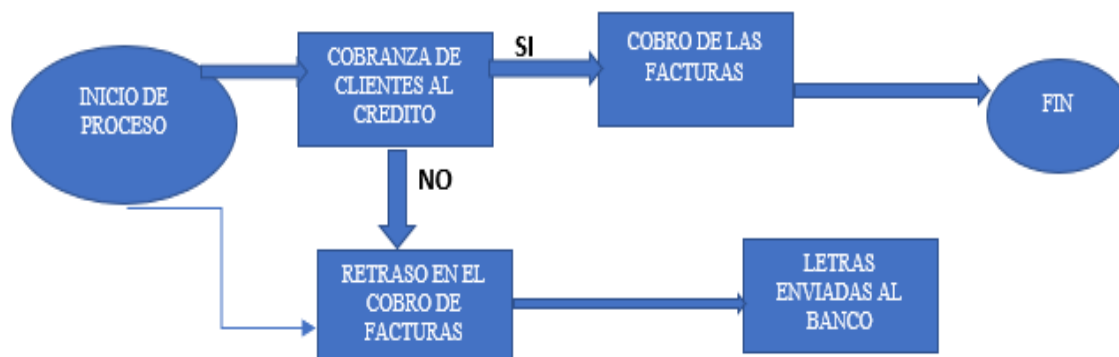 INICIO DE
PROCESO
COBRANZA DE
CLIENTES AL
CREDITO
SI
COBRO DE LAS
FACTURAS
FIN
NO
RETRASO EN EL
COBRO DE
FACTURAS
LETRAS
ENVIADAS AL
BANCO